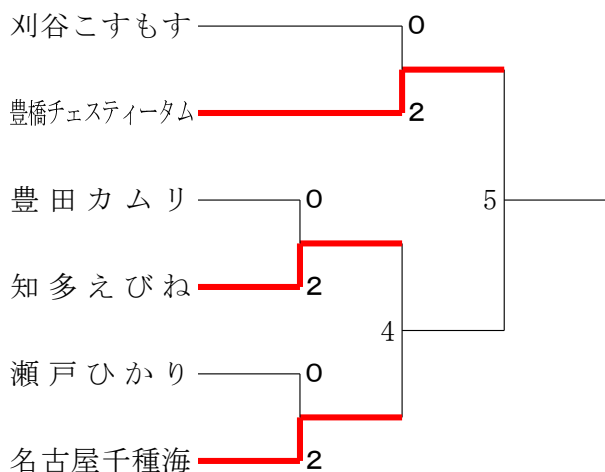 刈谷こすもす 0
豊橋チェスティータム 2
豊田カムリ 0
5
知多えびね 2
4
瀬戸ひかり 0
名古屋千種海 2